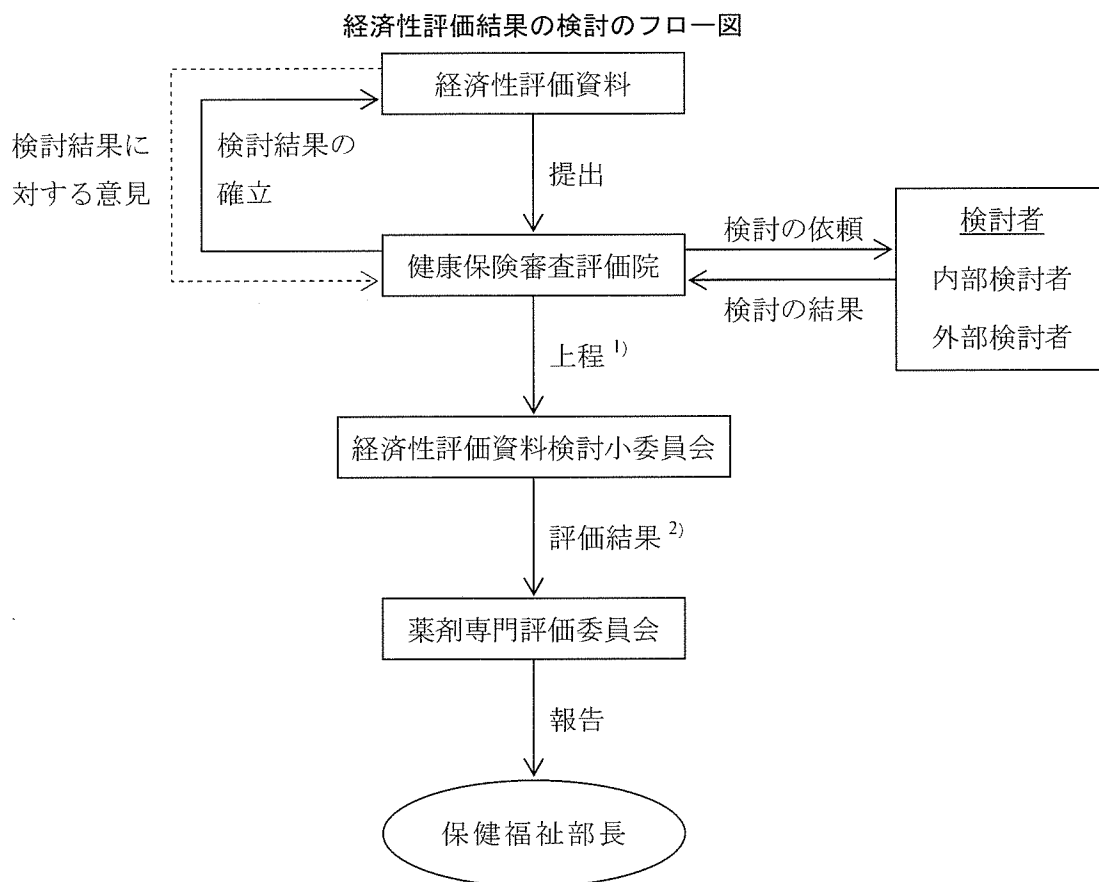 経済性評価結果の検討のフロー図
経済性評価資料
検討結果に
対する意見
検討結果の
確立
提出
健康保険審査評価院
検討の依頼
検討の結果
検討者
内部検討者
外部検討者
上程 1)
経済性評価資料検討小委員会
評価結果 2)
薬剤専門評価委員会
報告
保健福祉部長